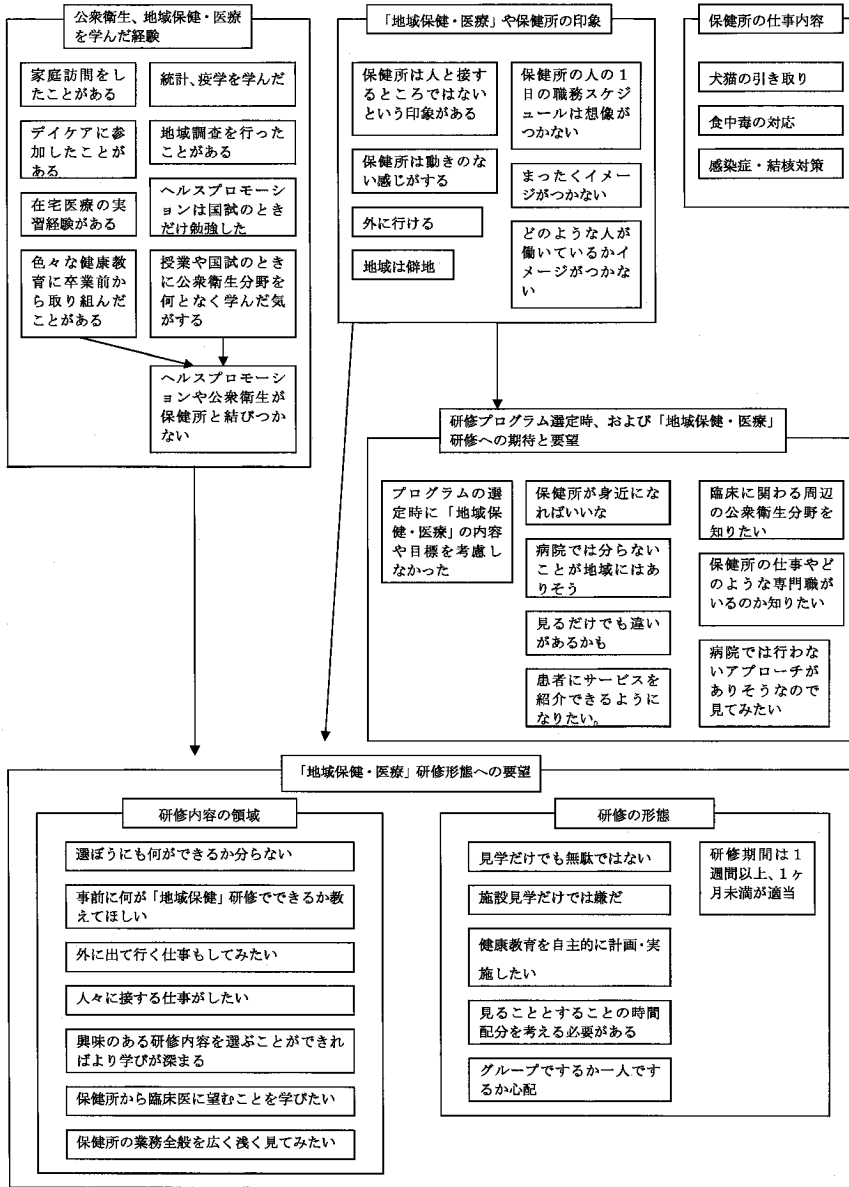 公衆衛生、地域保健・医療
を学んだ経験
家庭訪問をし
たことがある
統計、疫学を学んだ
デイケアに参
加したことが
ある
地域調査を行った
ことがある
在宅医療の実
習経験がある
ヘルスプロモーシ
ョンは国試のとき
だけ勉強した
色々な健康教
育に卒業前か
ら取り組んだ
ことがある
授業や国試のとき
に公衆衛生分野を
何となく学んだ気
がする
ヘルスプロモーシ
ョンや公衆衛生が
保健所と結びつか
ない
「地域保健・医療」や保健所の印象
保健所は人と接す
るところではない
という印象がある
保健所は動きのな
い感じがする
外に行ける
地域は僻地
保健所の人の１
日の職務スケジ
ュールは想像が
つかない
まったくイメー
ジがつかない
どのような人が
働いているかイ
メージがつかな
い
保健所の仕事内容
犬猫の引き取り
食中毒の対応
感染症・結核対策
研修プログラム選定時、および「地域保健・医療」
研修への期待と要望
プログラムの選
定時に「地域保
健・医療」の内容
や目標を考慮し
なかった
保健所が身近にな
ればいいな
病院では分らない
ことが地域にはあ
りそう
見るだけでも違い
があるかも
患者にサービスを
紹介できるように
なりたい。
臨床に関わる周辺
の公衆衛生分野を
知りたい
保健所の仕事やど
のような専門職が
いるのか知りたい
病院では行わな
いアプローチが
ありそうなので
見てみたい
「地域保健・医療」研修形態への要望
研修内容の領域
選ぼうにも何ができるか分らない
事前に何が「地域保健」研修でできるか教
えてほしい
外に出て行く仕事もしてみたい
人々に接する仕事がしたい
興味のある研修内容を選ぶことができれ
ばより学びが深まる
保健所から臨床医に望むことを学びたい
保健所の業務全般を広く浅く見てみたい
研修の形態
見学だけでも無駄ではない
施設見学だけでは嫌だ
健康教育を自主的に計画・実
施したい
見ることとすることの時間
配分を考える必要がある
グループでするか一人です
るか心配
研修期間は１
週間以上、１ヶ
月未満が適当